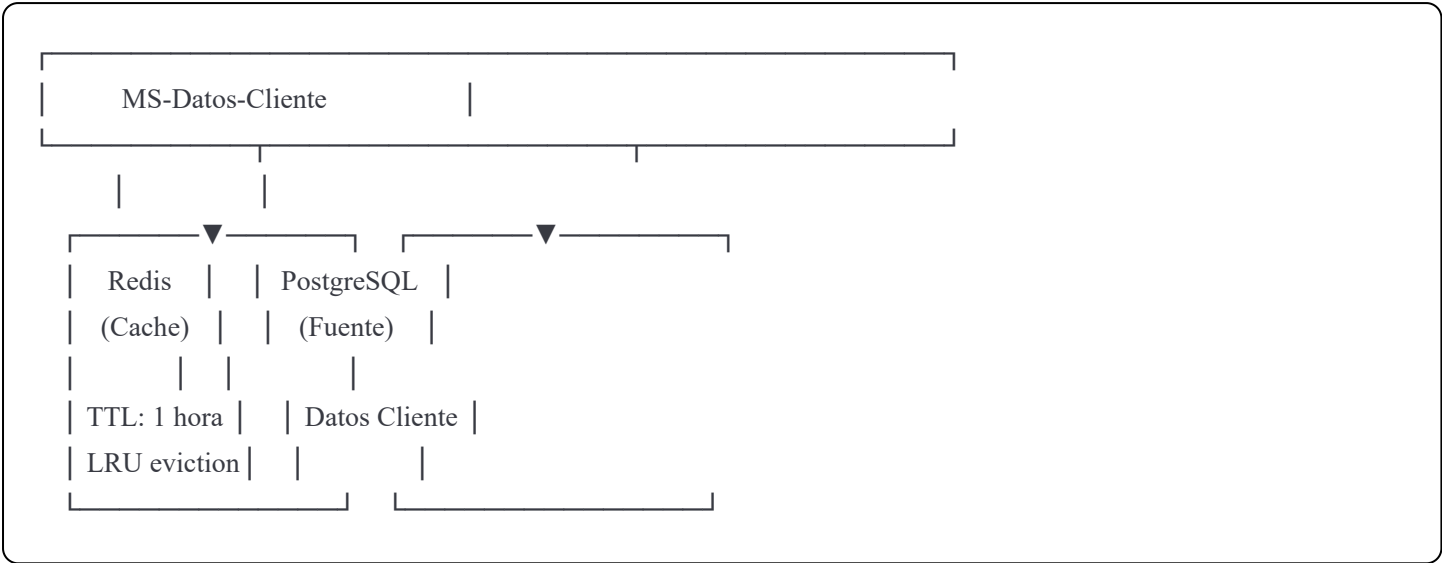 MS-Datos-Cliente
Redis PostgreSQL
(Cache) (Fuente)
TTL: 1 hora Datos Cliente
LRU eviction